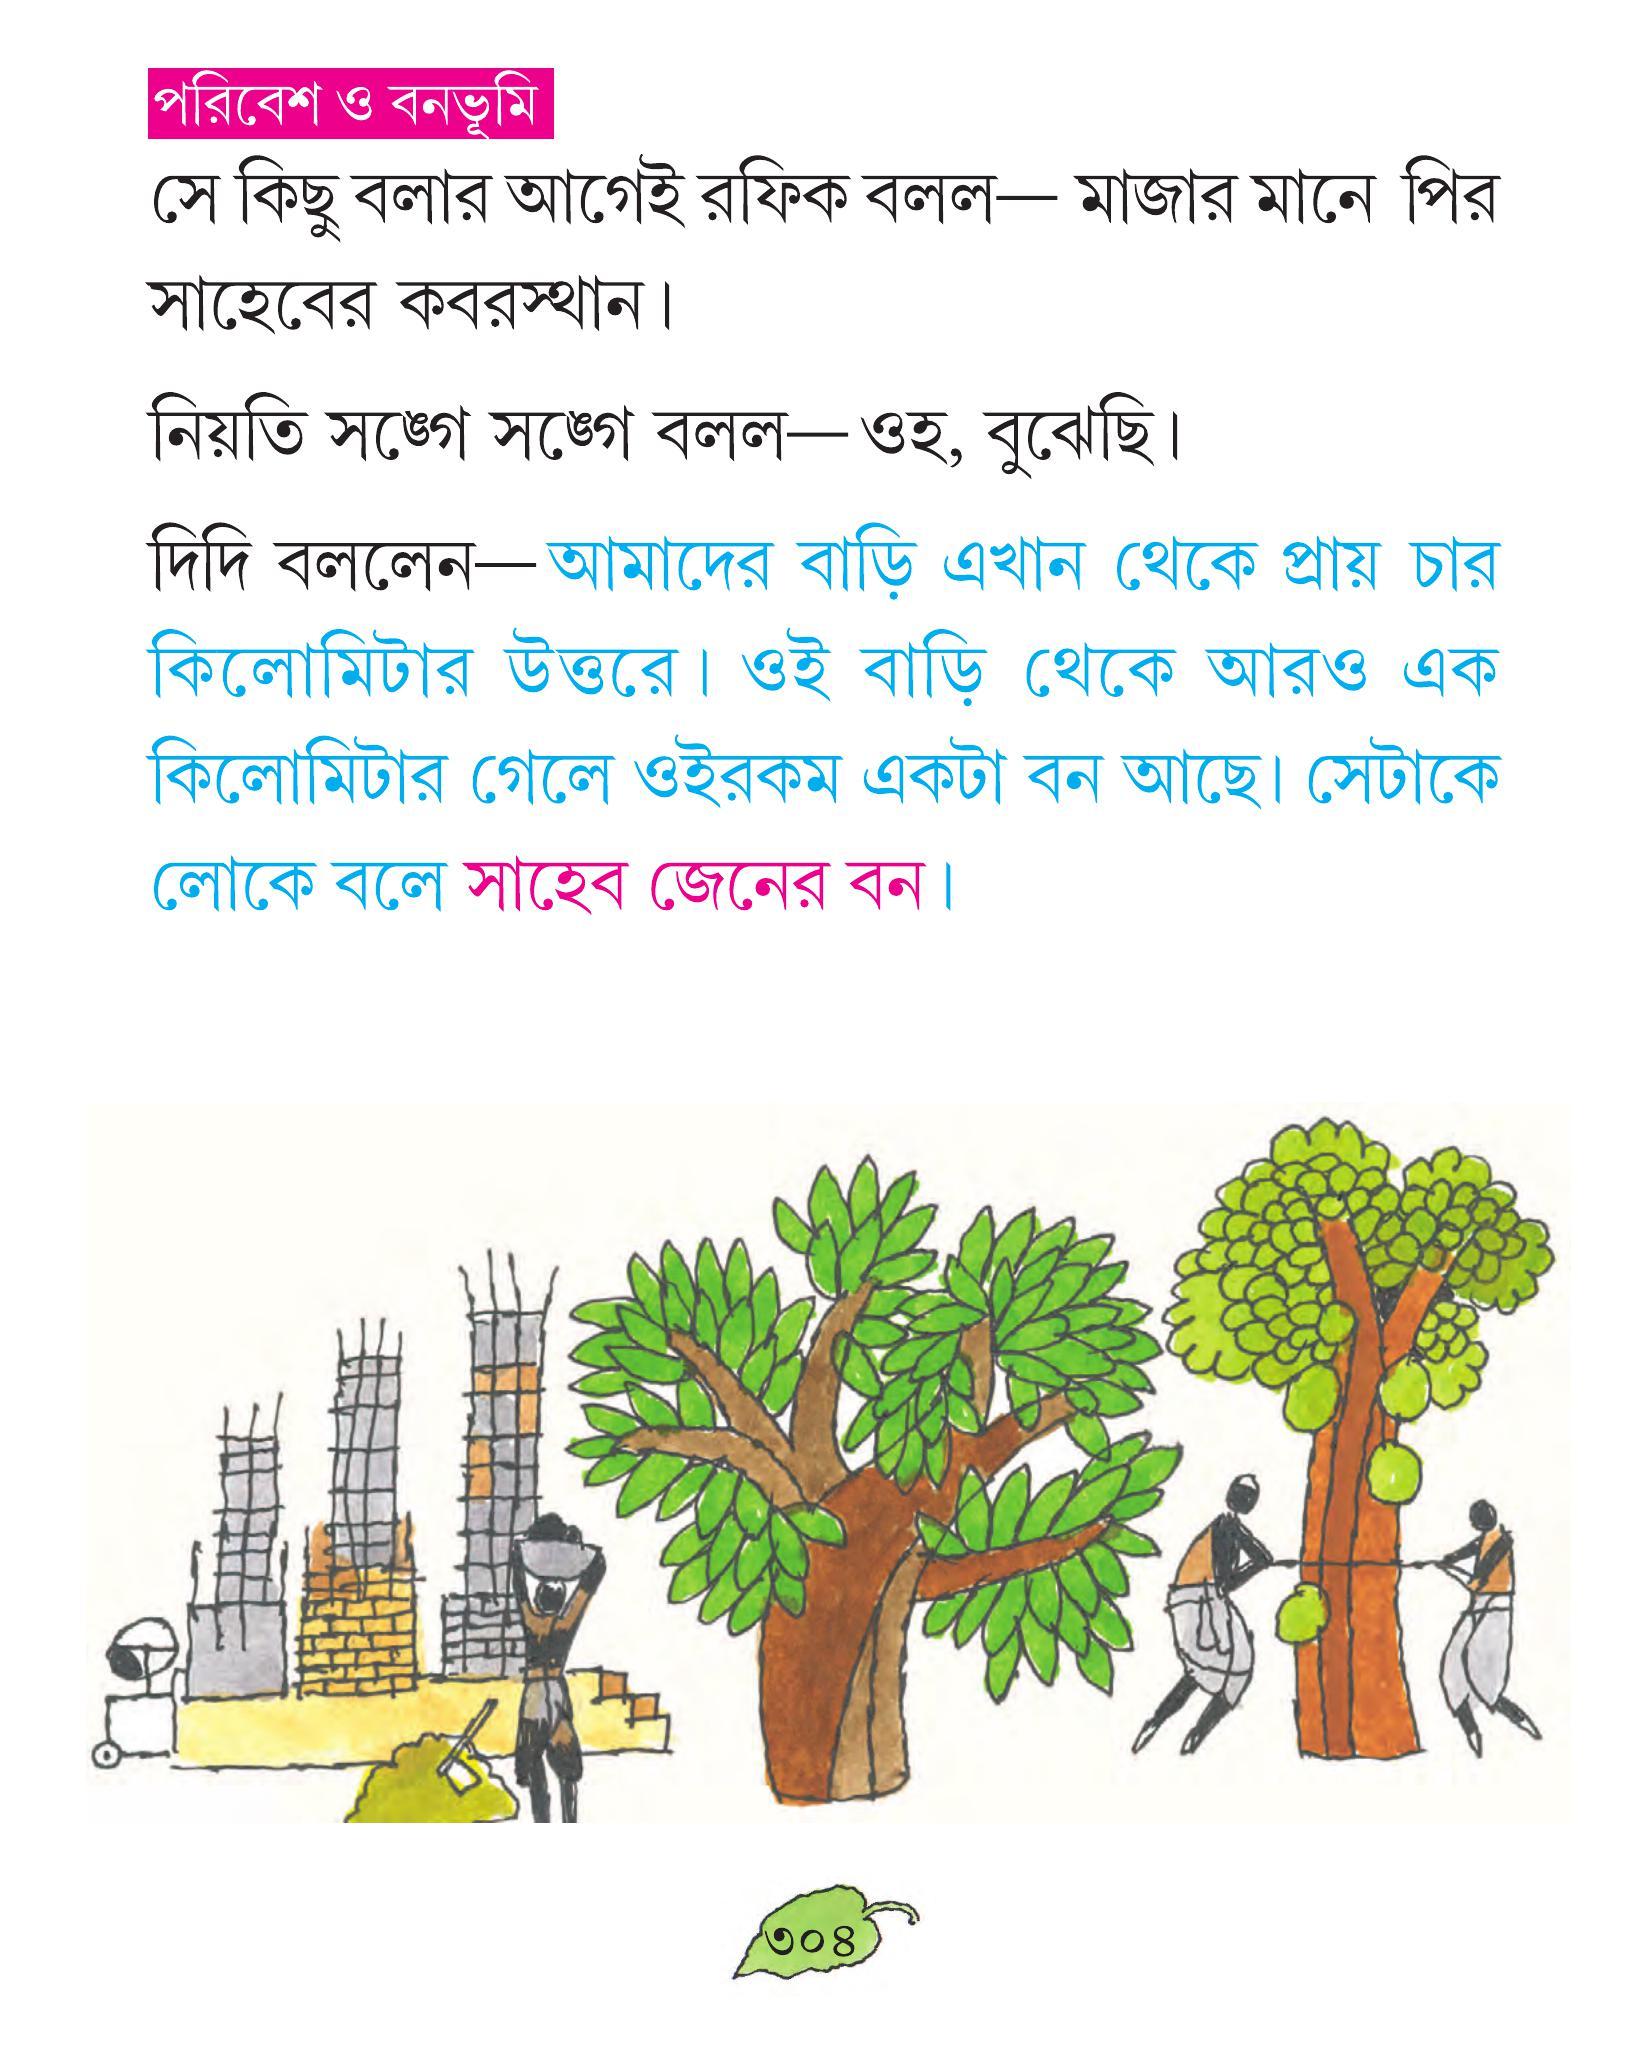 পরিবেশ ও বনভূমি
সে কিছু বলার আগেই রফিক বলল— মাজার মানে পির
সাহেবের কবরস্থান।
নিয়তি সঙ্গে সঙ্গে বলল— ওহ, বুঝেছি।
দিদি বললেন— আমাদের বাড়ি এখান থেকে প্রায় চার
কিলোমিটার উত্তরে। ওই বাড়ি থেকে আরও এক
কিলোমিটার গেলে ওইরকম একটা বন আছে। সেটাকে
লোকে বলে সাহেব জেনের বন।
৩০৪